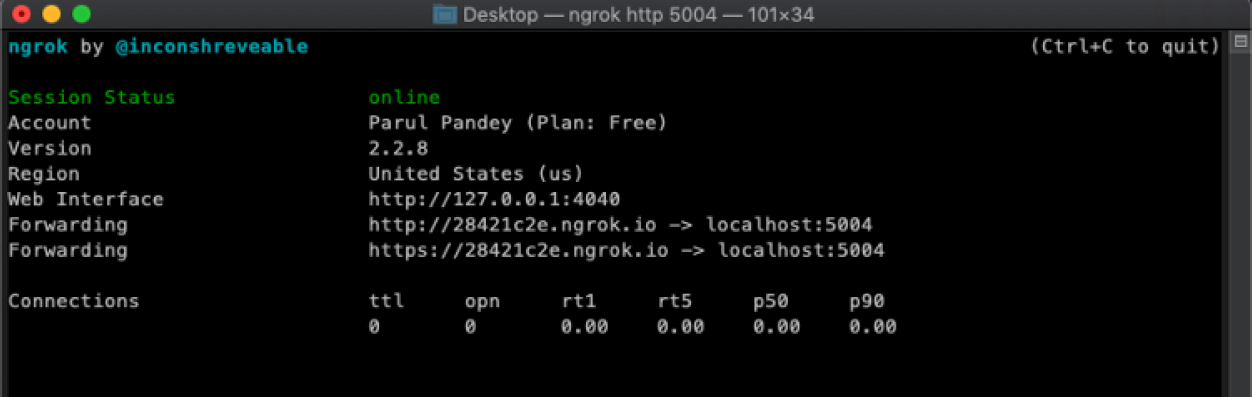 Desktop — ngrok http 5004 — 101×34
ngrok by @inconshreveable (Ctrl+C to quit)
Session Status online
Account Parul Pandey (Plan: Free)
Version 2.2.8
Region United States (us)
Web Interface http://127.0.0.1:4040
Forwarding http://28421c2e.ngrok.io -> localhost:5004
Forwarding https://28421c2e.ngrok.io -> localhost:5004
Connections ttl opn rt1 rt5 p50 p90
0 0 0.00 0.00 0.00 0.00